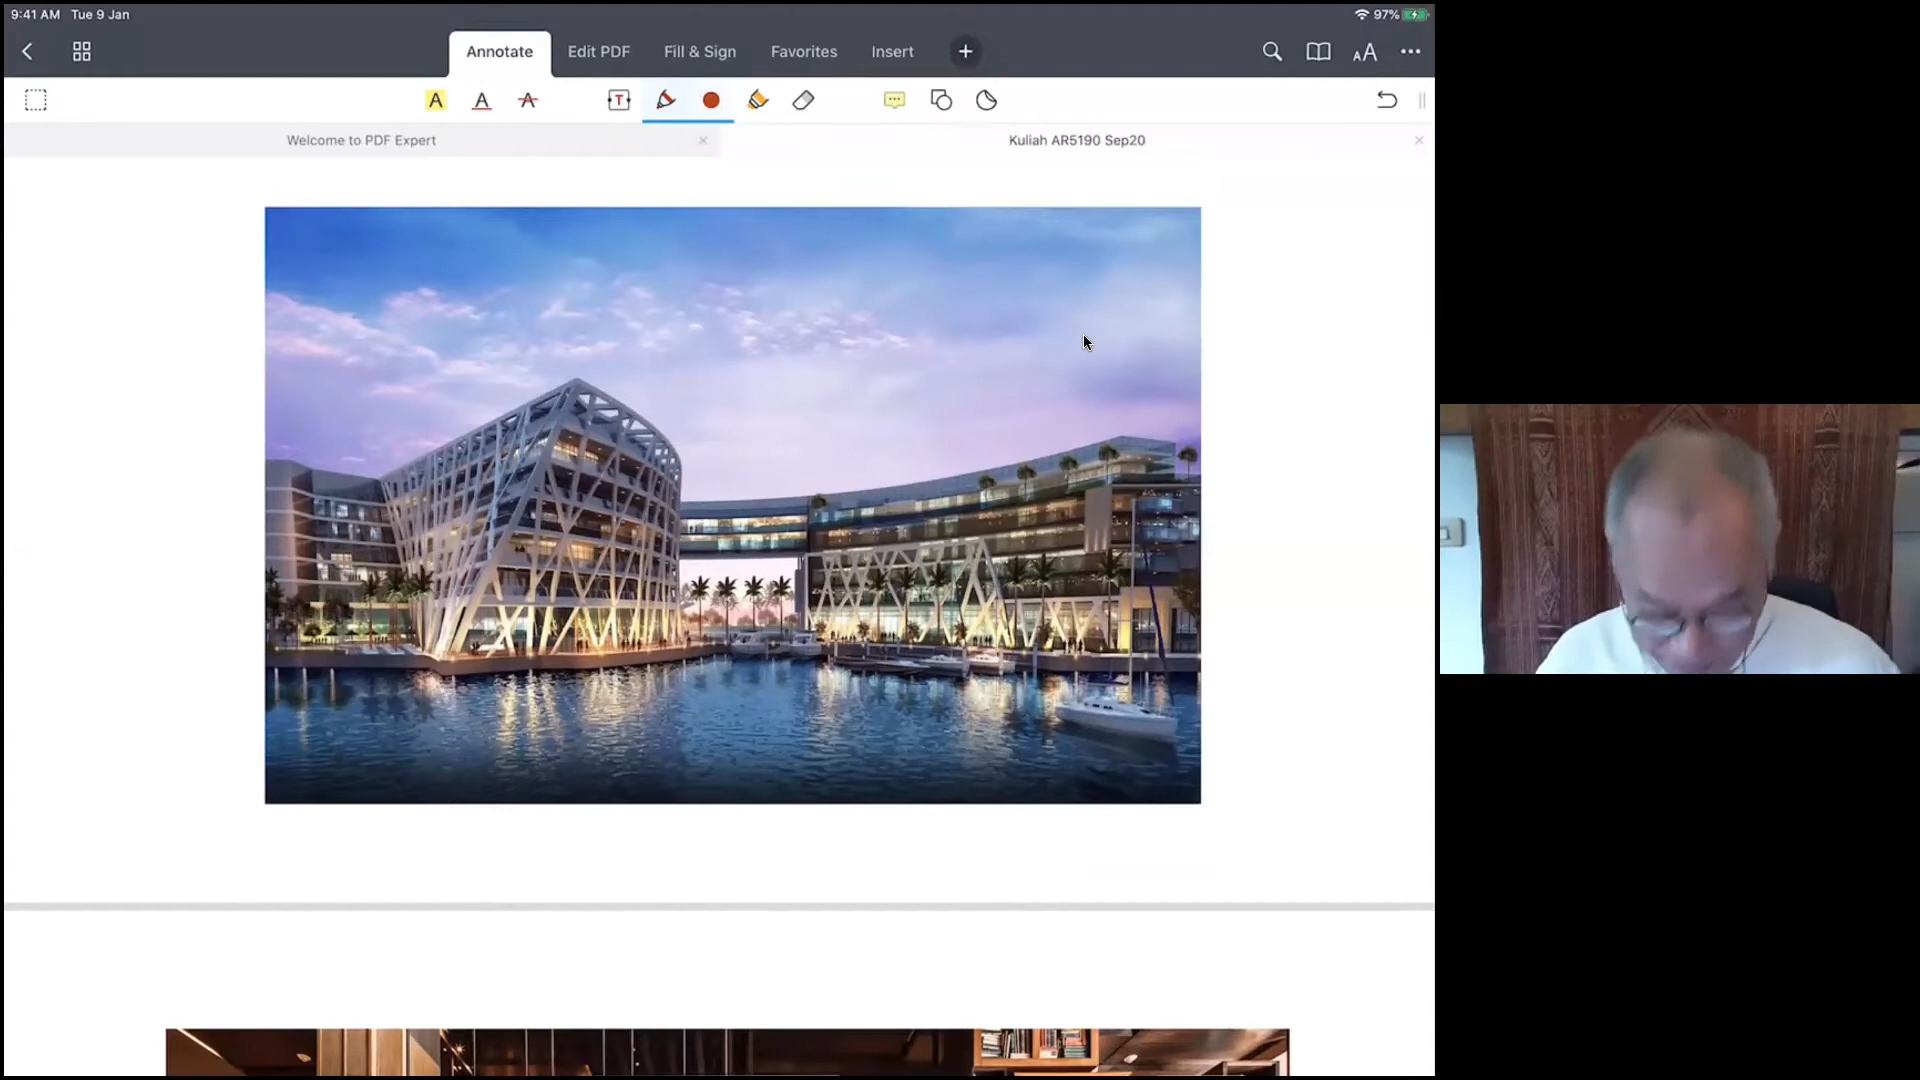 9:41 AM Tue 9 Jan
97%
Annotate
Edit PDF
Fill & Sign
Favorites
Insert
AA
A A A T
Welcome to PDF Expert
Kuliah AR5190 Sep20